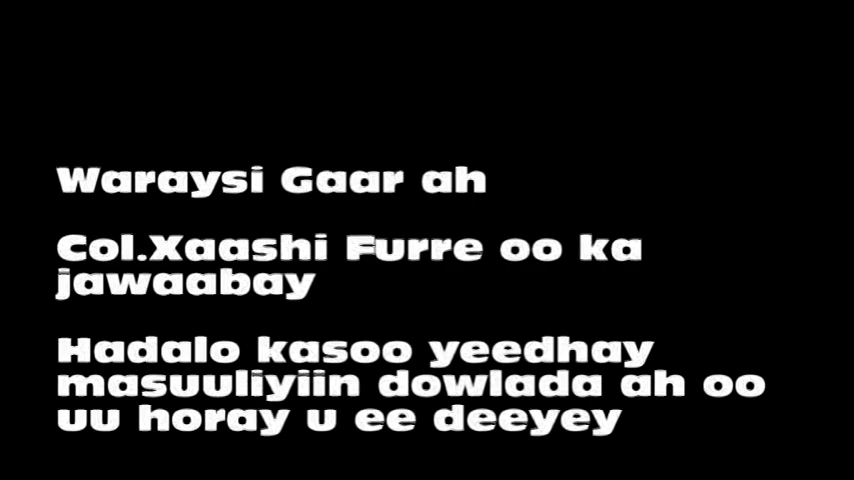 Waraysi Gaar ah
Col.Xaashi Furre oo ka
jawaabay
Hadalo kasoo yeedhay
masuuliyiin dowlada ah oo
uu horay u ee deeyey